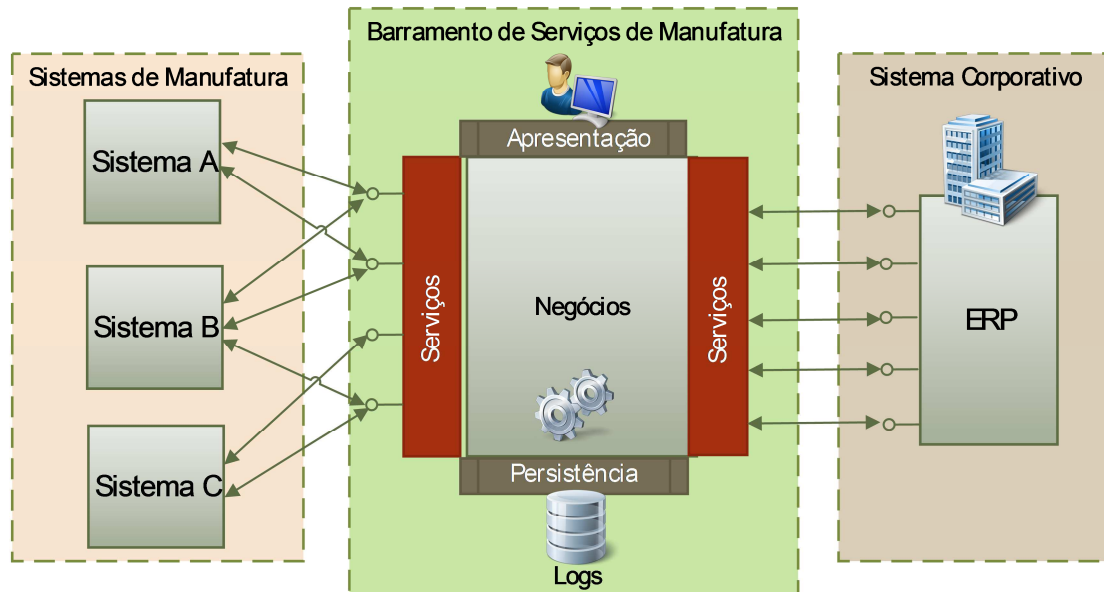 Sistemas de Manufatura
Sistema A
Sistema B
Sistema C
Barramento de Serviços de Manufatura
Apresentação
Serviços
Negócios
Serviços
Persistência
Logs
Sistema Corporativo
ERP